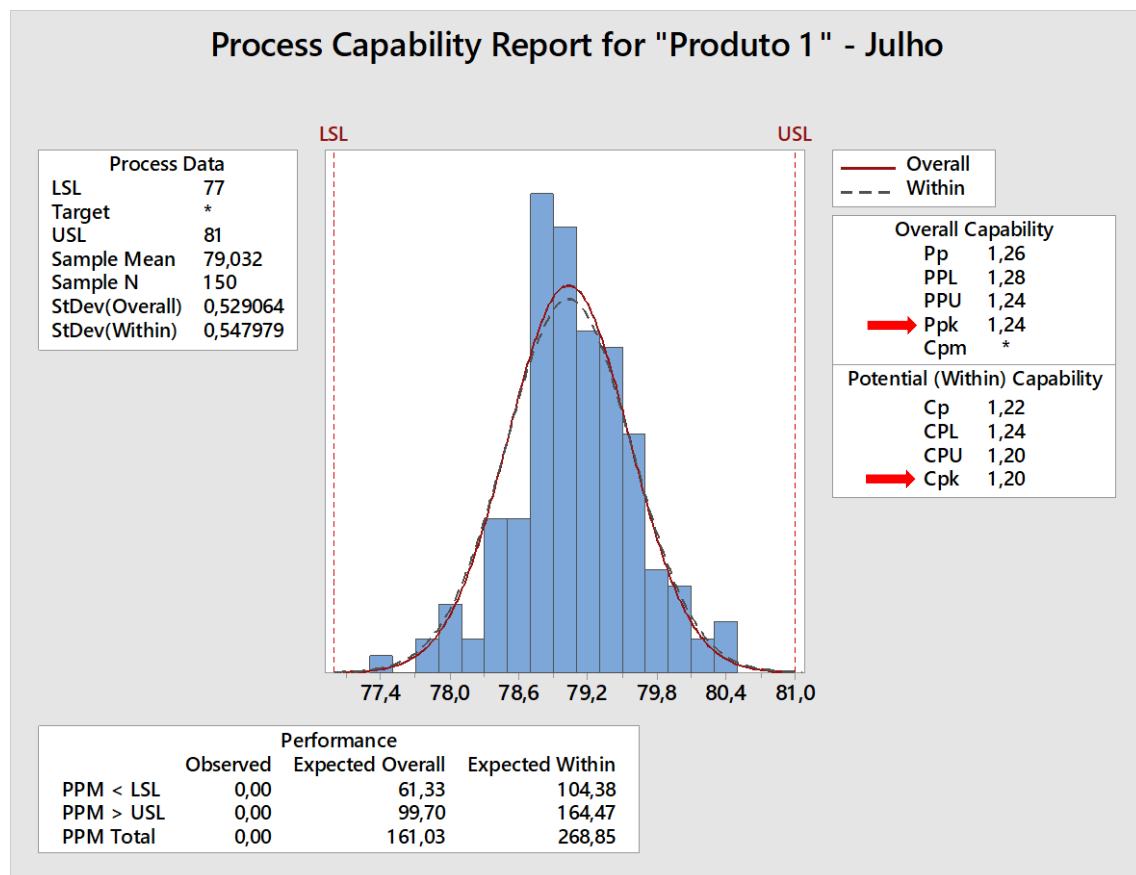 Process Capability Report for "Produto 1" - Julho
LSL
USL
Process Data
LSL 77
Target *
USL 81
Sample Mean 79,032
Sample N 150
StDev(Overall) 0,529064
StDev(Within) 0,547979
Overall
Within
Overall Capability
Pp 1,26
PPL 1,28
PPU 1,24
Ppk 1,24
Cpm *
Potential (Within) Capability
Cp 1,22
CPL 1,24
CPU 1,20
Cpk 1,20
77,4 78,0 78,6 79,2 79,8 80,4 81,0
Performance
Observed Expected Overall Expected Within
PPM < LSL 0,00 61,33 104,38
PPM > USL 0,00 99,70 164,47
PPM Total 0,00 161,03 268,85